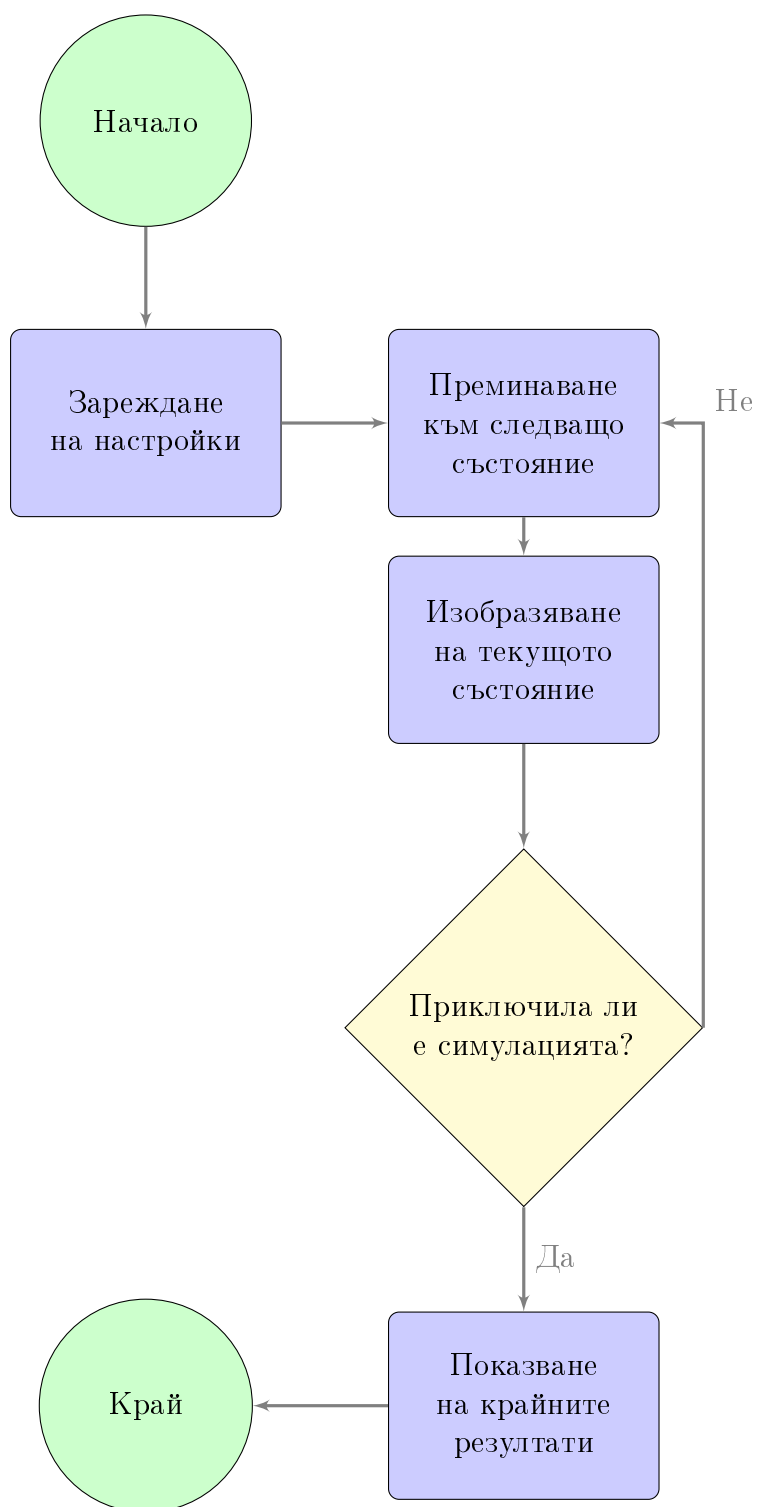 Начало
Зареждане
на настройки
Преминаване
към следващо
състояние
Не
Изобразяване
на текущото
състояние
Приключила ли
е симулацията?
Да
Показване
на крайните
резултати
Край